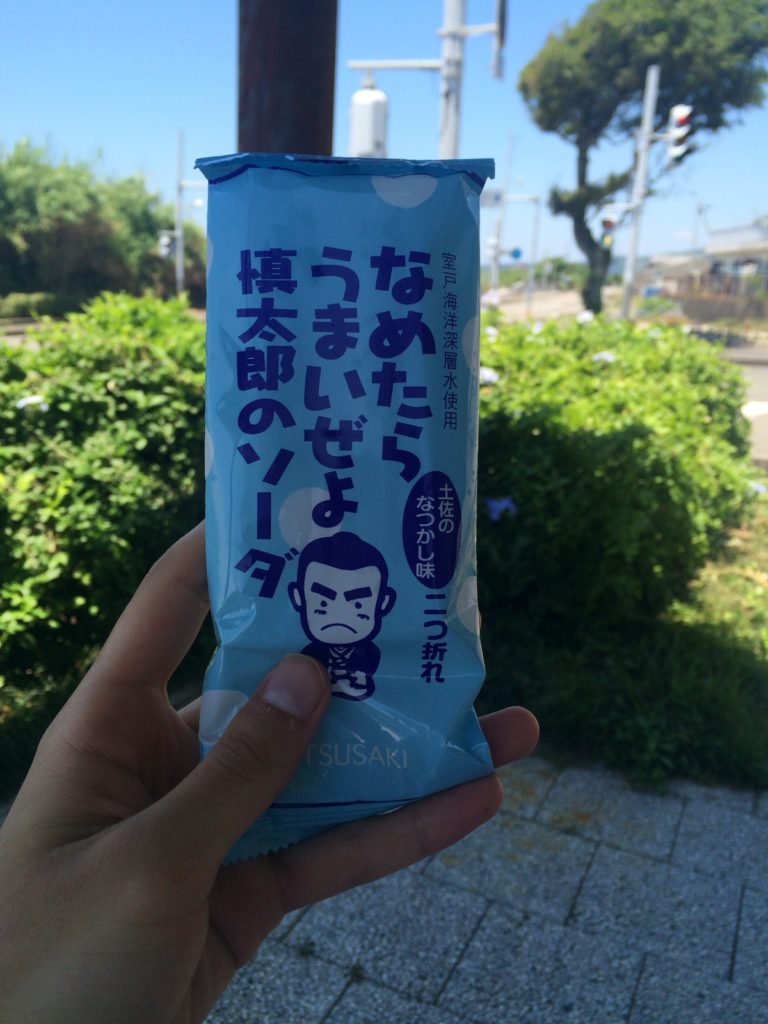 室戸海洋深層水使用
なめたら
うまいぜよ
慎太郎のソーダ
土佐の
なつかし味
二つ折れ
TSUSAKI